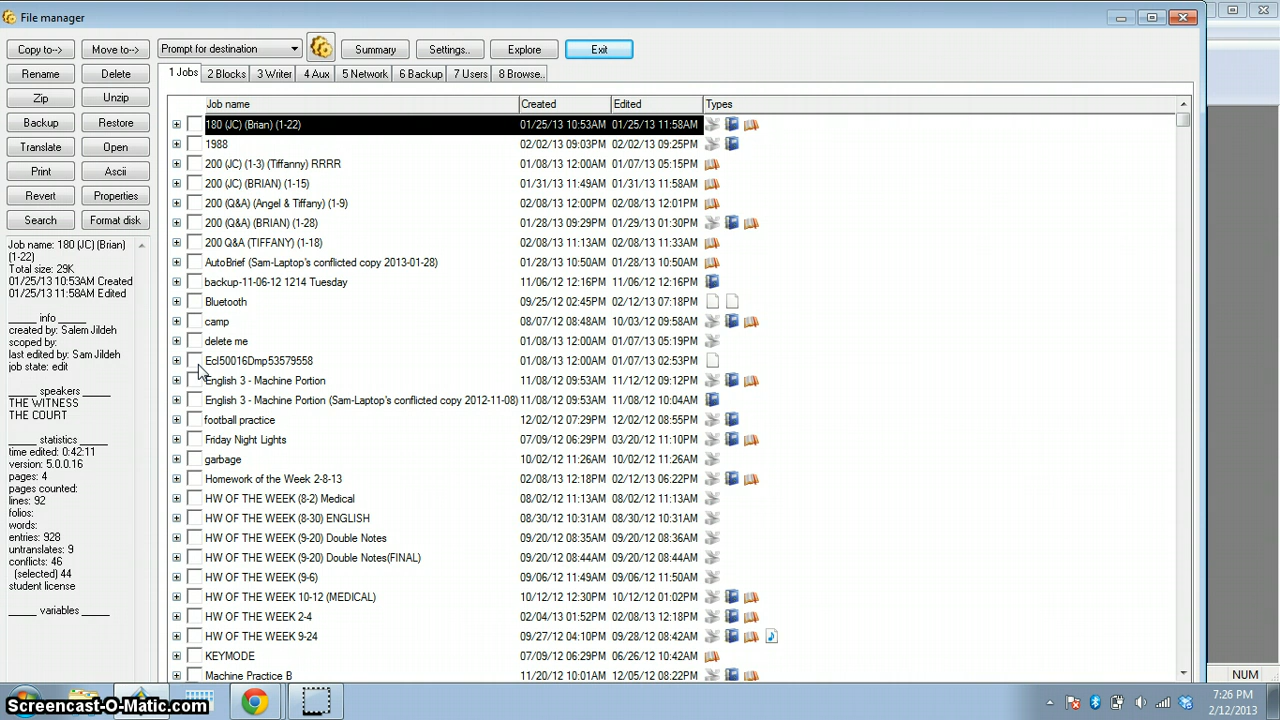 File manager
Copy to--> Move to--> Prompt for destination Summary Settings.. Explore Exit
Rename Delete
1 Jobs 2 Blocks 3 Writer 4 Aux 5 Network 6 Backup 7 Users 8 Browse..
Zip Unzip
Backup Restore
Translate Open
Print Ascii
Revert Properties
Search Format disk
Job name: 180 (JC) (Brian)
(1-22)
Total size: 29K
01/25/13 10:53AM Created
01/25/13 11:58AM Edited
_____ info _____
created by: Salem Jildeh
scoped by:
last edited by: Sam Jildeh
job state: edit
_____ speakers _____
THE WITNESS
THE COURT
_____ statistics _____
time edited: 0:42:11
version: 5.0.0.16
pages: 4
pages counted:
lines: 92
folios:
words:
entries: 928
untranslates: 9
conflicts: 46
(selected) 44
student license
_____ variables _____
Job name Created Edited Types
180 (JC) (Brian) (1-22) 01/25/13 10:53AM 01/25/13 11:58AM
1988 02/02/13 09:03PM 02/02/13 09:25PM
200 (JC) (1-3) (Tiffanny) RRRR 01/08/13 12:00AM 01/07/13 05:15PM
200 (JC) (BRIAN) (1-15) 01/31/13 11:49AM 01/31/13 11:58AM
200 (Q&A) (Angel & Tiffany) (1-9) 02/08/13 12:00PM 02/08/13 12:01PM
200 (Q&A) (BRIAN) (1-28) 01/28/13 09:29PM 01/29/13 01:30PM
200 Q&A (TIFFANY) (1-18) 02/08/13 11:13AM 02/08/13 11:33AM
AutoBrief (Sam-Laptop's conflicted copy 2013-01-28) 01/28/13 10:50AM 01/28/13 10:50AM
backup-11-06-12 1214 Tuesday 11/06/12 12:16PM 11/06/12 12:16PM
Bluetooth 09/25/12 02:45PM 02/12/13 07:18PM
camp 08/07/12 08:48AM 10/03/12 09:58AM
delete me 01/08/13 12:00AM 01/07/13 05:19PM
Ecl50016Dmp53579558 01/08/13 12:00AM 01/07/13 02:53PM
English 3 - Machine Portion 11/08/12 09:53AM 11/12/12 09:12PM
English 3 - Machine Portion (Sam-Laptop's conflicted copy 2012-11-08) 11/08/12 09:53AM 11/08/12 10:04AM
football practice 12/02/12 07:29PM 12/02/12 08:55PM
Friday Night Lights 07/09/12 06:29PM 03/20/12 11:10PM
garbage 10/02/12 11:26AM 10/02/12 11:26AM
Homework of the Week 2-8-13 02/08/13 12:18PM 02/12/13 06:22PM
HW OF THE WEEK (8-2) Medical 08/02/12 11:13AM 08/02/12 11:13AM
HW OF THE WEEK (8-30) ENGLISH 08/30/12 10:31AM 08/30/12 10:31AM
HW OF THE WEEK (9-20) Double Notes 09/20/12 08:35AM 09/20/12 08:36AM
HW OF THE WEEK (9-20) Double Notes(FINAL) 09/20/12 08:44AM 09/20/12 08:44AM
HW OF THE WEEK (9-6) 09/06/12 11:49AM 09/06/12 11:50AM
HW OF THE WEEK 10-12 (MEDICAL) 10/12/12 12:30PM 10/12/12 01:02PM
HW OF THE WEEK 2-4 02/04/13 01:52PM 02/08/13 12:18PM
HW OF THE WEEK 9-24 09/27/12 04:10PM 09/28/12 08:42AM
KEYMODE 07/09/12 06:29PM 06/26/12 10:42AM
Machine Practice B 11/20/12 10:01AM 12/05/12 08:22PM
NUM
Screencast-O-Matic.com
7:26 PM
2/12/2013